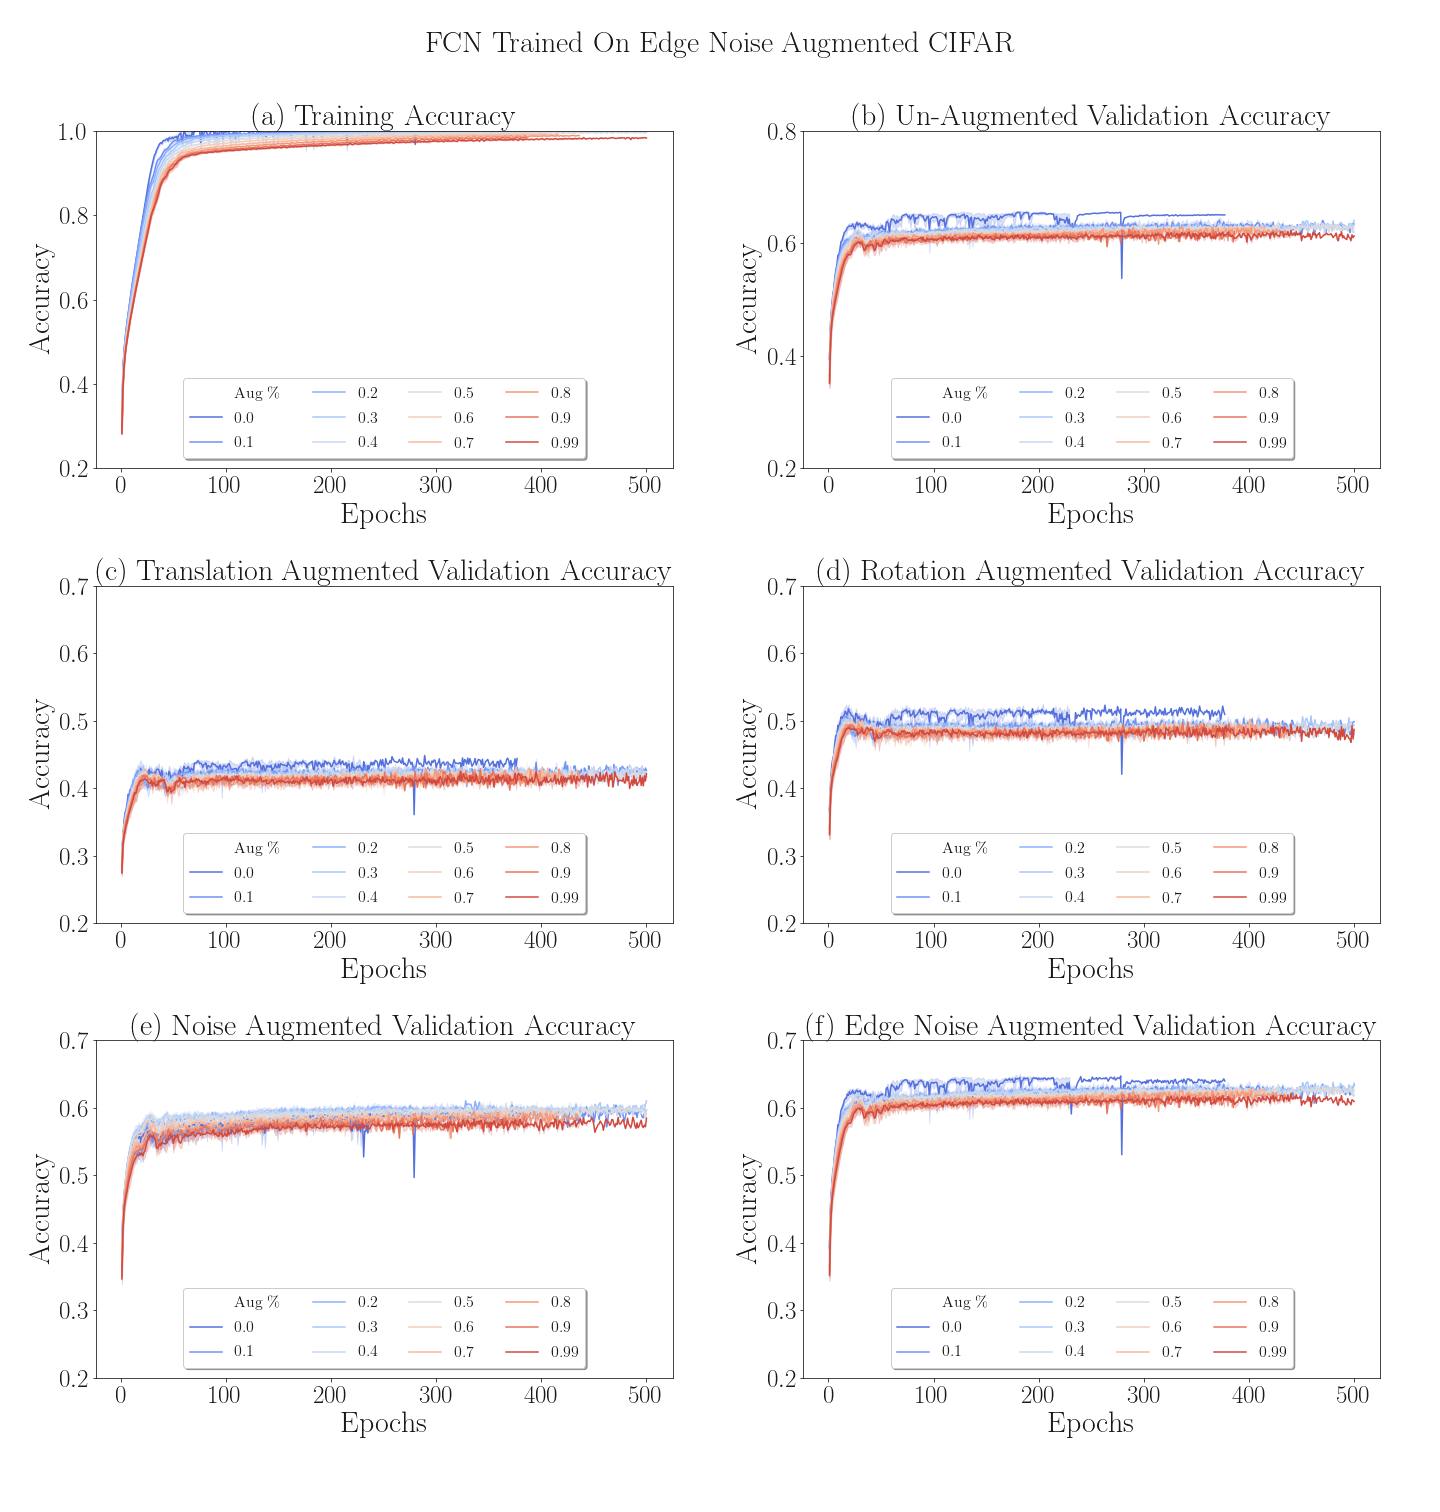 FCN Trained On Edge Noise Augmented CIFAR
(a) Training Accuracy
1.0
0.8
0.6
0.4
0.2
Accuracy
0 100 200 300 400 500
Epochs
Aug % 0.2 0.5 0.8
0.0 0.3 0.6 0.9
0.1 0.4 0.7 0.99
(b) Un-Augmented Validation Accuracy
0.8
0.6
0.4
0.2
Accuracy
0 100 200 300 400 500
Epochs
Aug % 0.2 0.5 0.8
0.0 0.3 0.6 0.9
0.1 0.4 0.7 0.99
(c) Translation Augmented Validation Accuracy
0.7
0.6
0.5
0.4
0.3
0.2
Accuracy
0 100 200 300 400 500
Epochs
Aug % 0.2 0.5 0.8
0.0 0.3 0.6 0.9
0.1 0.4 0.7 0.99
(d) Rotation Augmented Validation Accuracy
0.7
0.6
0.5
0.4
0.3
0.2
Accuracy
0 100 200 300 400 500
Epochs
Aug % 0.2 0.5 0.8
0.0 0.3 0.6 0.9
0.1 0.4 0.7 0.99
(e) Noise Augmented Validation Accuracy
0.7
0.6
0.5
0.4
0.3
0.2
Accuracy
0 100 200 300 400 500
Epochs
Aug % 0.2 0.5 0.8
0.0 0.3 0.6 0.9
0.1 0.4 0.7 0.99
(f) Edge Noise Augmented Validation Accuracy
0.7
0.6
0.5
0.4
0.3
0.2
Accuracy
0 100 200 300 400 500
Epochs
Aug % 0.2 0.5 0.8
0.0 0.3 0.6 0.9
0.1 0.4 0.7 0.99